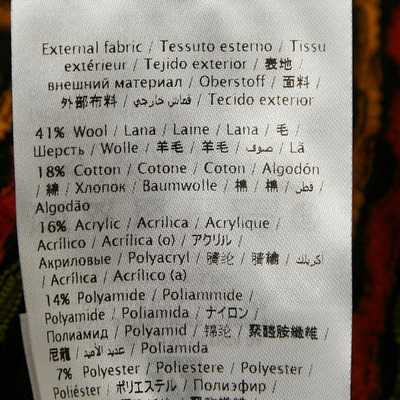 External fabric / Tessuto esterno / Tissu
extérieur / Tejido exterior / 表地 /
внешний материал / Oberstoff / 面料 /
外部布料 / قماش خارجي / Tecido exterior
41% Wool / Lana / Laine / Lana / 毛 /
Шерсть / Wolle / 羊毛 / 羊毛 / صوف / Lã
18% Cotton / Cotone / Coton / Algodón
/ 綿 / Хлопок / Baumwolle / 棉 / 棉 / قطن /
Algodão
16% Acrylic / Acrilica / Acrylique /
Acrílico / Acrílica (o) / アクリル /
Акриловые / Polyacryl / 腈纶 / 腈綸 / أكريلك
/ Acrílica / Acrílico (a)
14% Polyamide / Poliammide /
Polyamide / Poliamida / ナイロン /
Полиамид / Polyamid / 锦纶 / 聚醯胺纖維 /
尼龍 / عديد الأميد / Poliamida
7% Polyester / Poliestere / Polyester /
Poliéster / ポリエステル / Полиэфир /